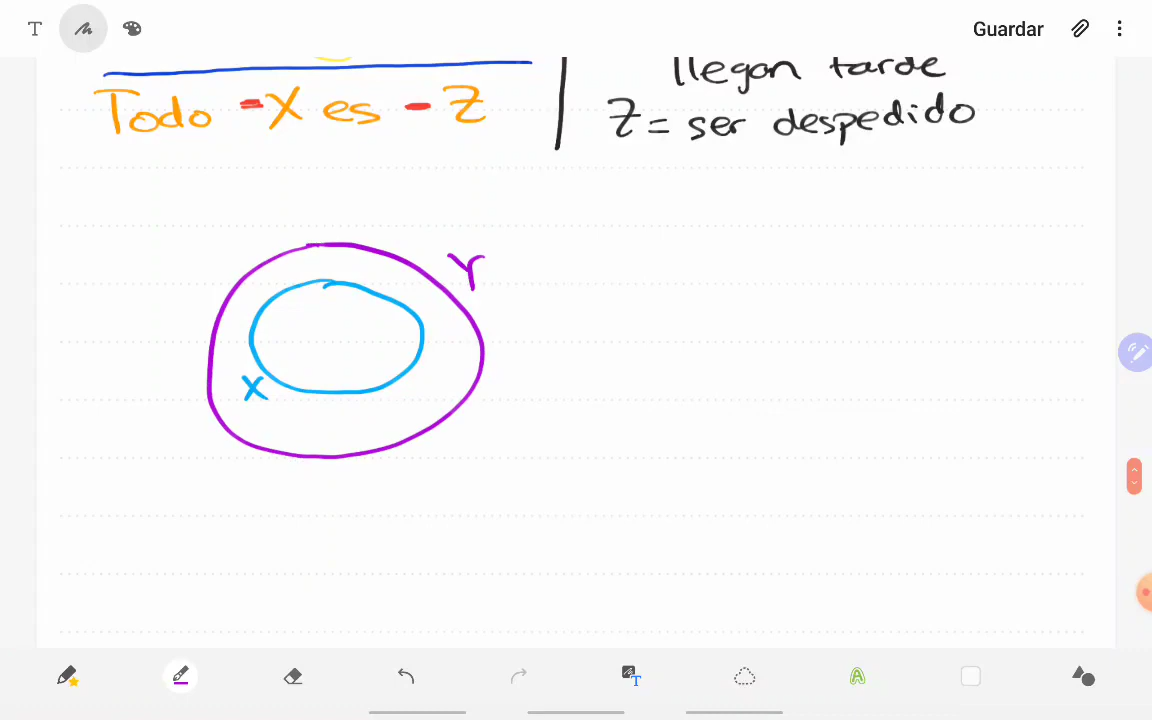 T Guardar
llegan tarde
Todo -X es -Z
Z = ser despedido
Y
X